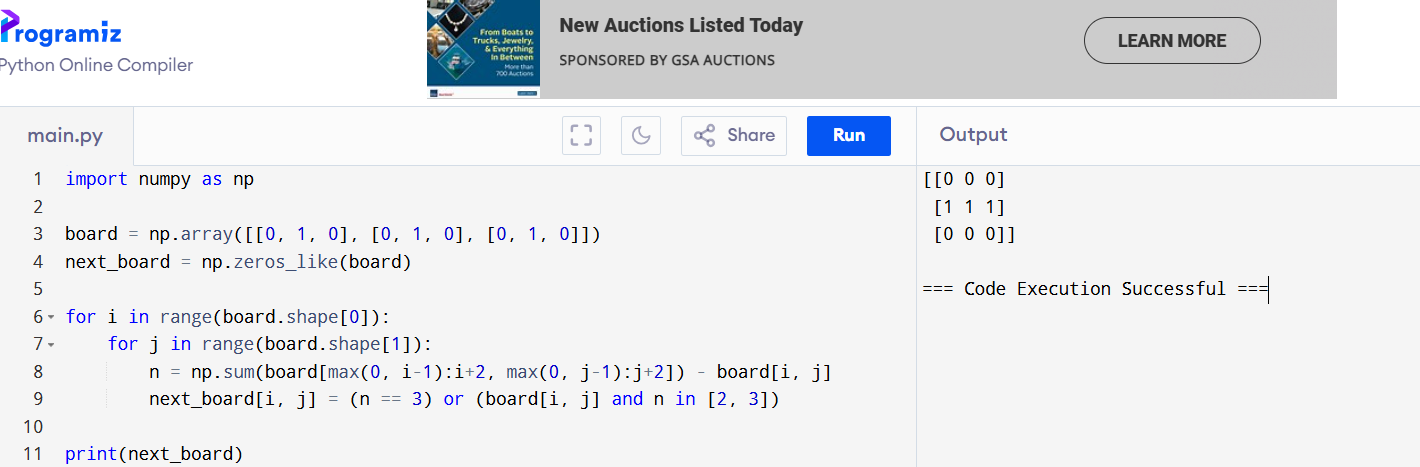 Programiz
Python Online Compiler
From Boats to
Trucks, Jewelry,
& Everything
In Between
More than
700 Auctions
New Auctions Listed Today
SPONSORED BY GSA AUCTIONS
LEARN MORE
main.py
Share
Run
Output
1 import numpy as np
2
3 board = np.array([[0, 1, 0], [0, 1, 0], [0, 1, 0]])
4 next_board = np.zeros_like(board)
5
6 for i in range(board.shape[0]):
7     for j in range(board.shape[1]):
8         n = np.sum(board[max(0, i-1):i+2, max(0, j-1):j+2]) - board[i, j]
9         next_board[i, j] = (n == 3) or (board[i, j] and n in [2, 3])
10
11 print(next_board)
[[0 0 0]
 [1 1 1]
 [0 0 0]]
=== Code Execution Successful ===